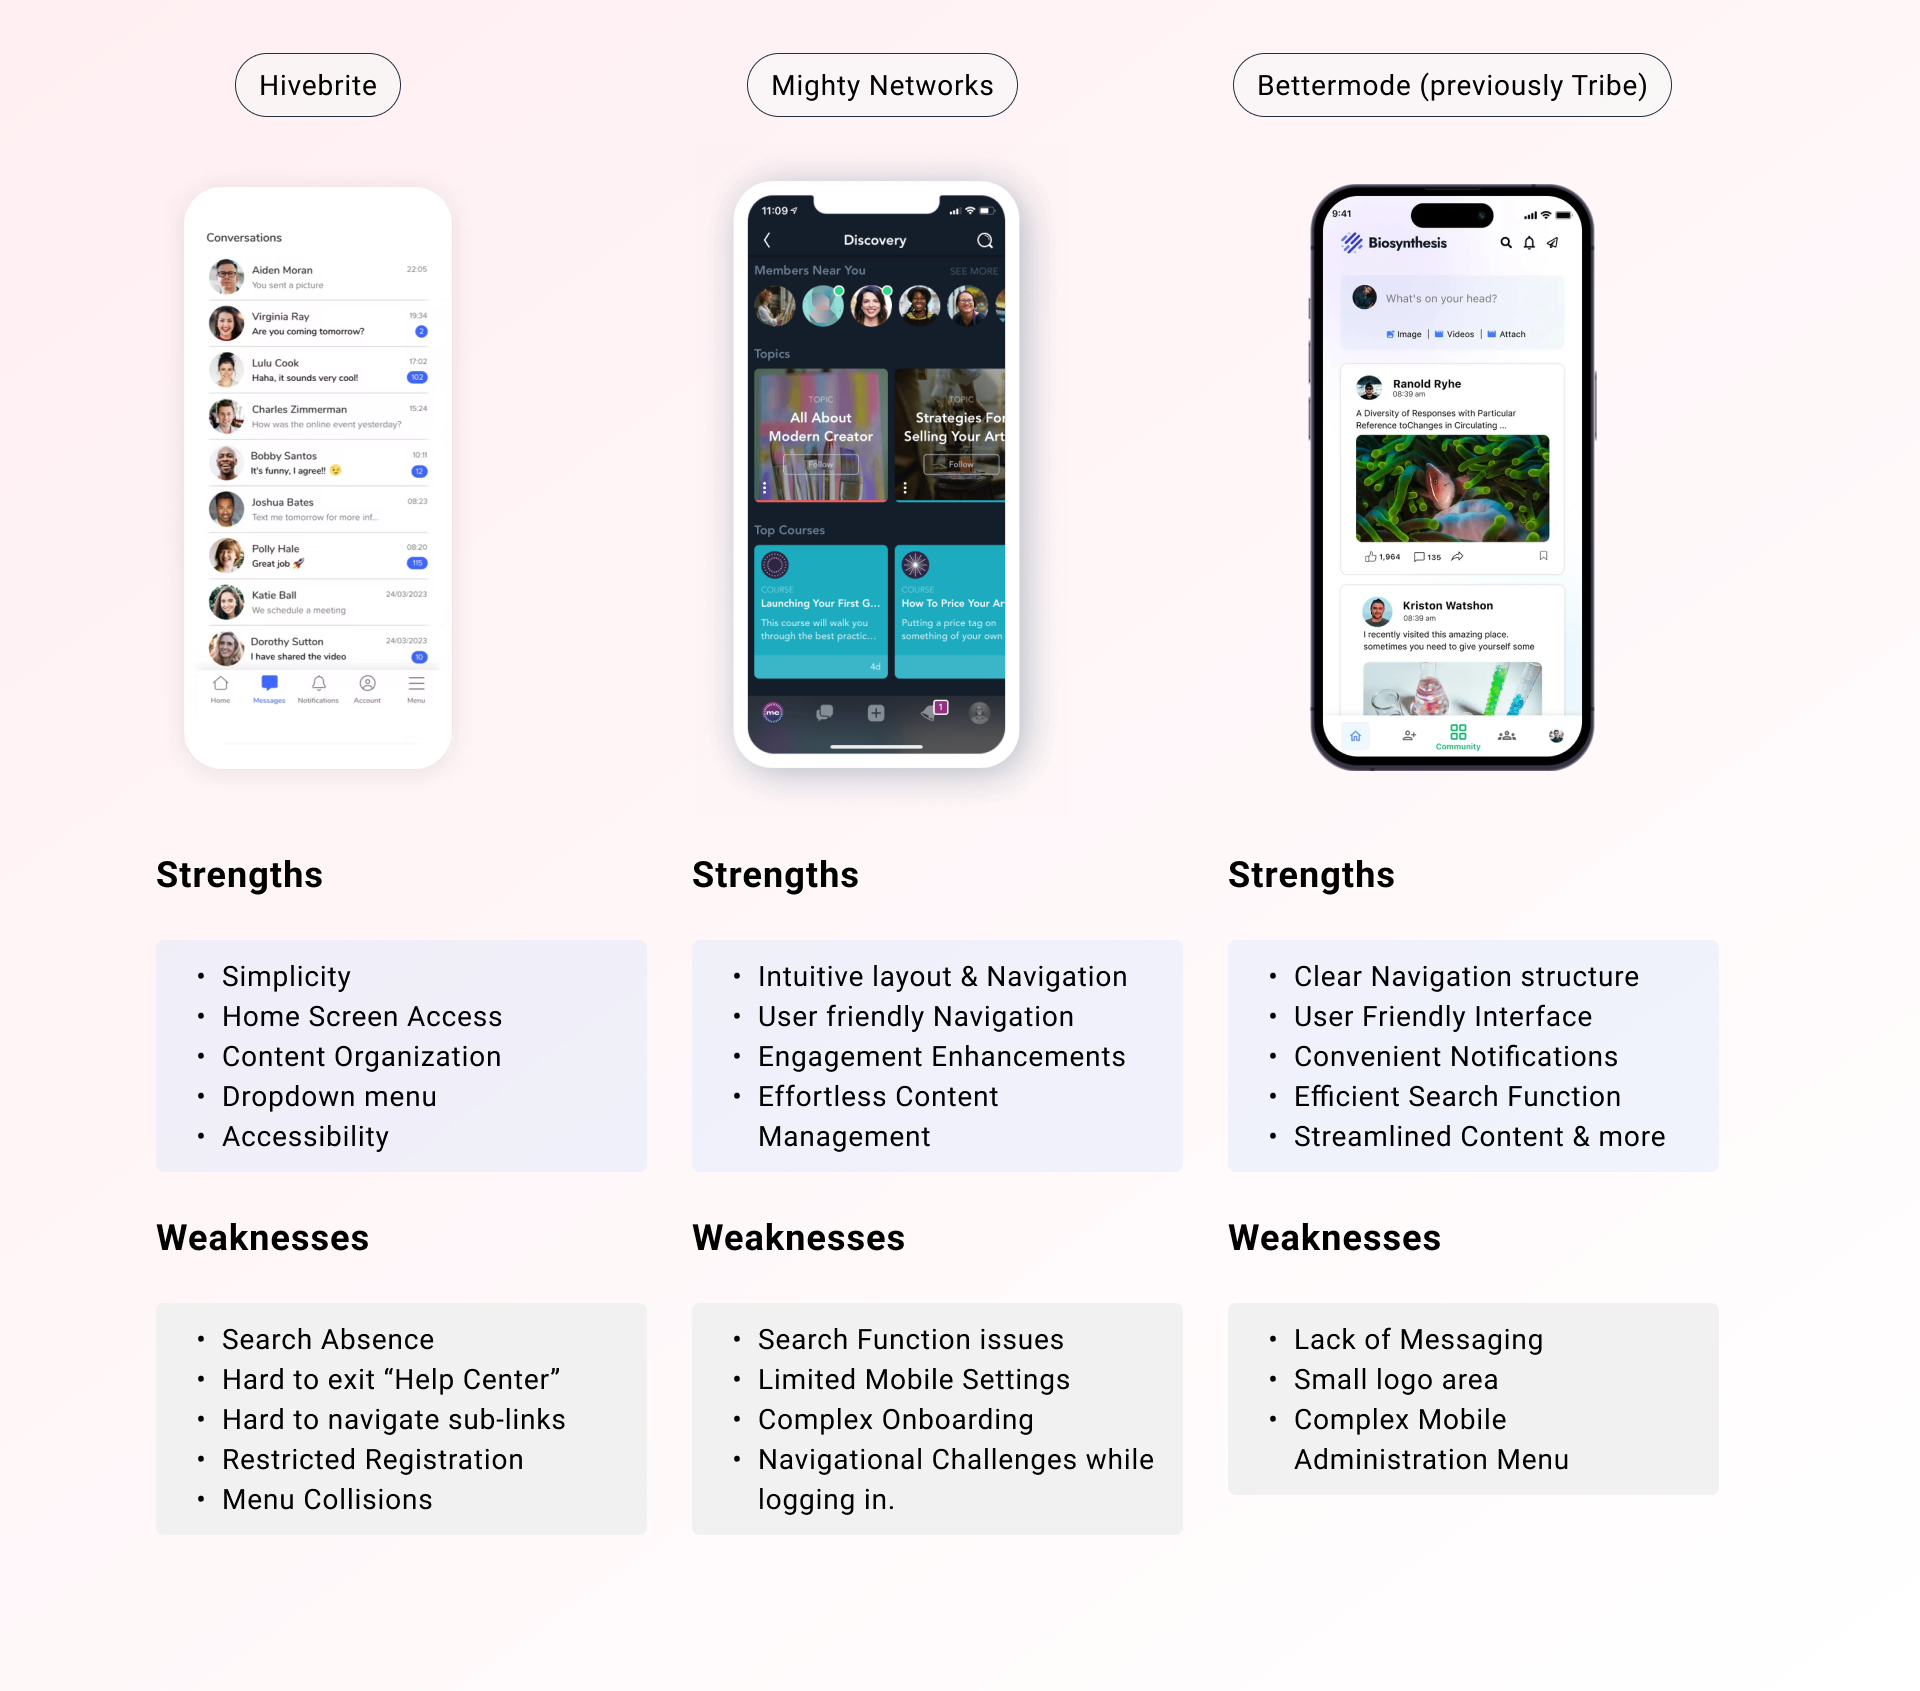 Hivebrite
Mighty Networks
Bettermode (previously Tribe)
Conversations
Aiden Moran 22:05
You sent a picture
Virginia Ray 19:34
Are you coming tomorrow? 2
Lulu Cook 17:02
Haha, it sounds very cool! 102
Charles Zimmerman 15:24
How was the online event yesterday?
Bobby Santos 10:11
It's funny, I agree!! 😉 12
Joshua Bates 08:23
Text me tomorrow for more inf...
Polly Hale 08:20
Great job 🚀 115
Katie Ball 24/03/2023
We schedule a meeting
Dorothy Sutton 24/03/2023
I have shared the video 10
Home Messages Notifications Account Menu
11:09
Discovery
Members Near You SEE MORE
Topics
TOPIC
All About
Modern Creator
Follow
TOPIC
Strategies For
Selling Your Art
Follow
Top Courses
COURSE
Launching Your First G...
This course will walk you
through the best practic...
4d
COURSE
How To Price Your Ar
Putting a price tag on
something of your own
mc
1
9:41
Biosynthesis
What's on your head?
Image | Videos | Attach
Ranold Ryhe
08:39 am
A Diversity of Responses with Particular
Reference toChanges in Circulating ...
1,964 135
Kriston Watshon
08:39 am
I recently visited this amazing place.
sometimes you need to give yourself some
Community
Strengths
• Simplicity
• Home Screen Access
• Content Organization
• Dropdown menu
• Accessibility
Strengths
• Intuitive layout & Navigation
• User friendly Navigation
• Engagement Enhancements
• Effortless Content
Management
Strengths
• Clear Navigation structure
• User Friendly Interface
• Convenient Notifications
• Efficient Search Function
• Streamlined Content & more
Weaknesses
• Search Absence
• Hard to exit “Help Center”
• Hard to navigate sub-links
• Restricted Registration
• Menu Collisions
Weaknesses
• Search Function issues
• Limited Mobile Settings
• Complex Onboarding
• Navigational Challenges while
logging in.
Weaknesses
• Lack of Messaging
• Small logo area
• Complex Mobile
Administration Menu